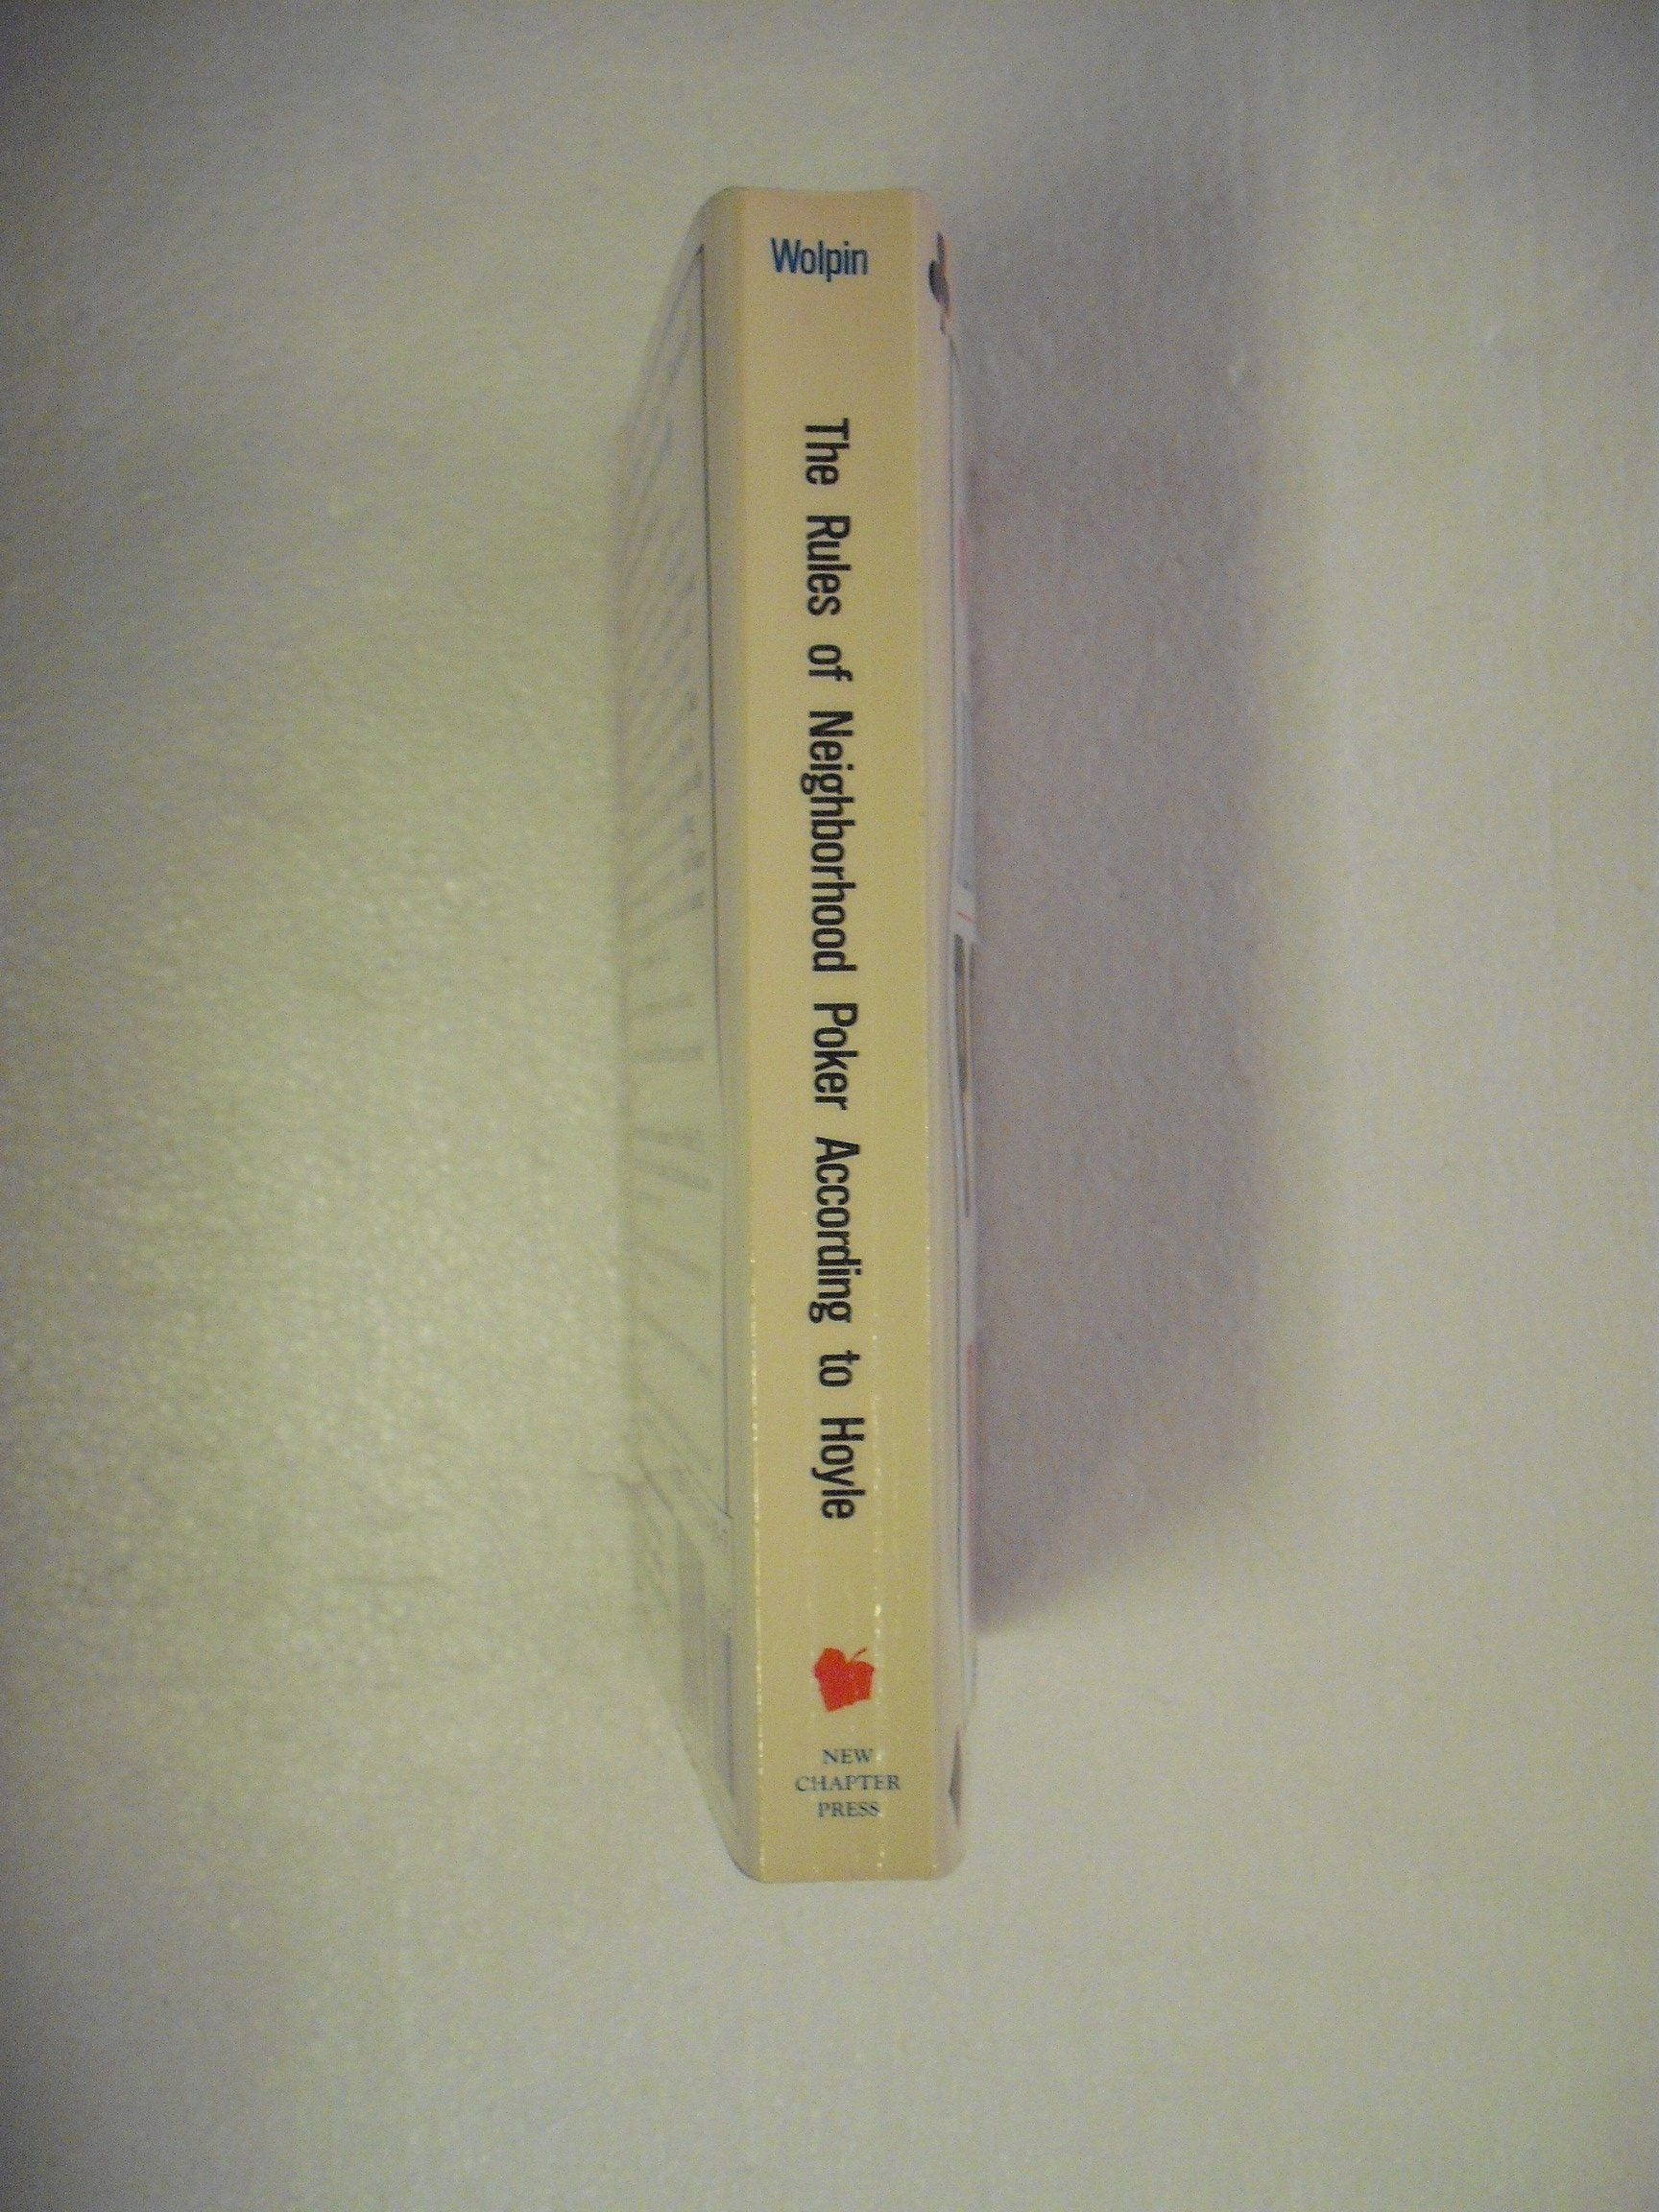 Wolpin
The Rules of Neighborhood Poker According to Hoyle
NEW
CHAPTER
PRESS